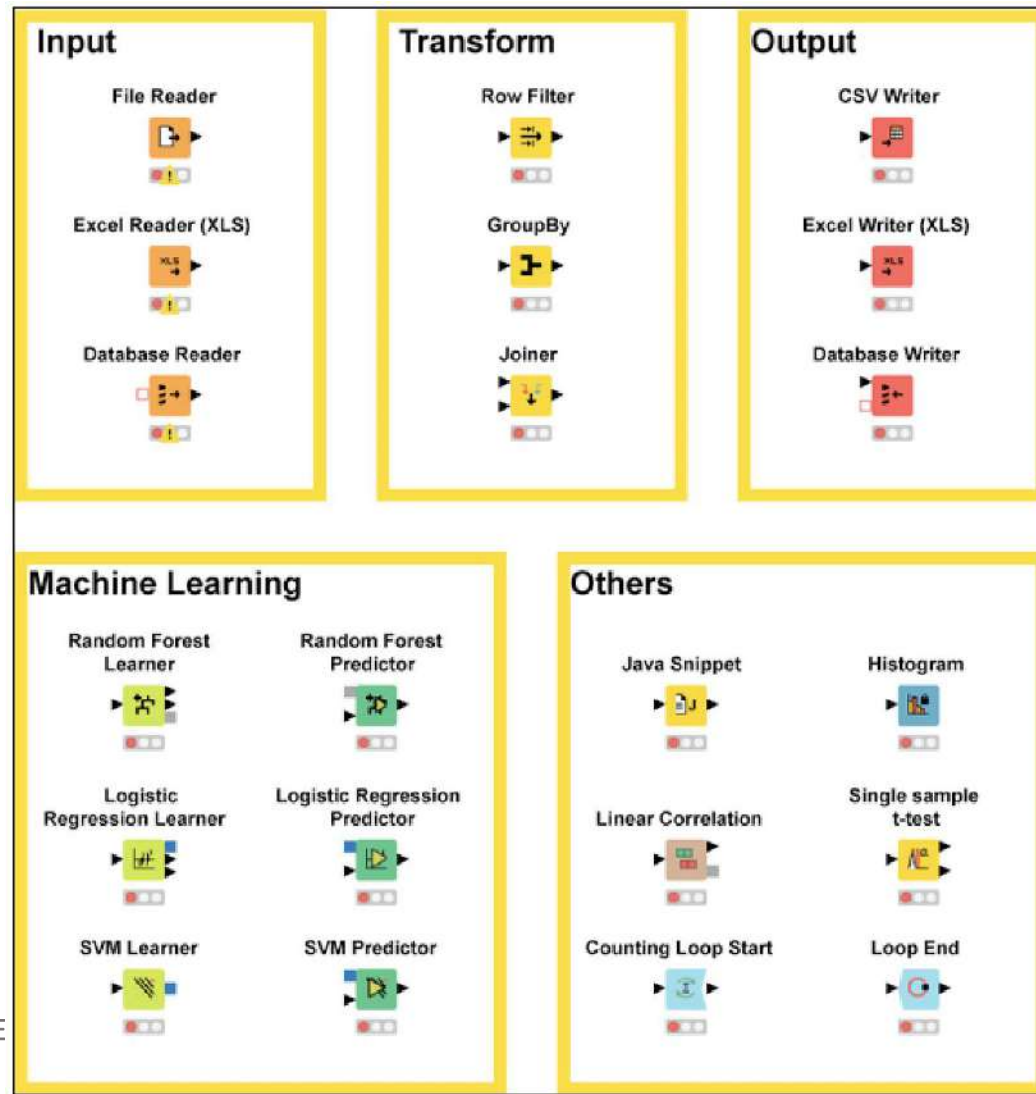 Input
File Reader
Excel Reader (XLS)
XLS
Database Reader
Transform
Row Filter
GroupBy
Joiner
Output
CSV Writer
Excel Writer (XLS)
XLS
Database Writer
Machine Learning
Random Forest
Learner
Random Forest
Predictor
Logistic
Regression Learner
Logistic Regression
Predictor
SVM Learner
SVM Predictor
Others
Java Snippet
J
Histogram
Linear Correlation
Single sample
t-test
Counting Loop Start
Loop End